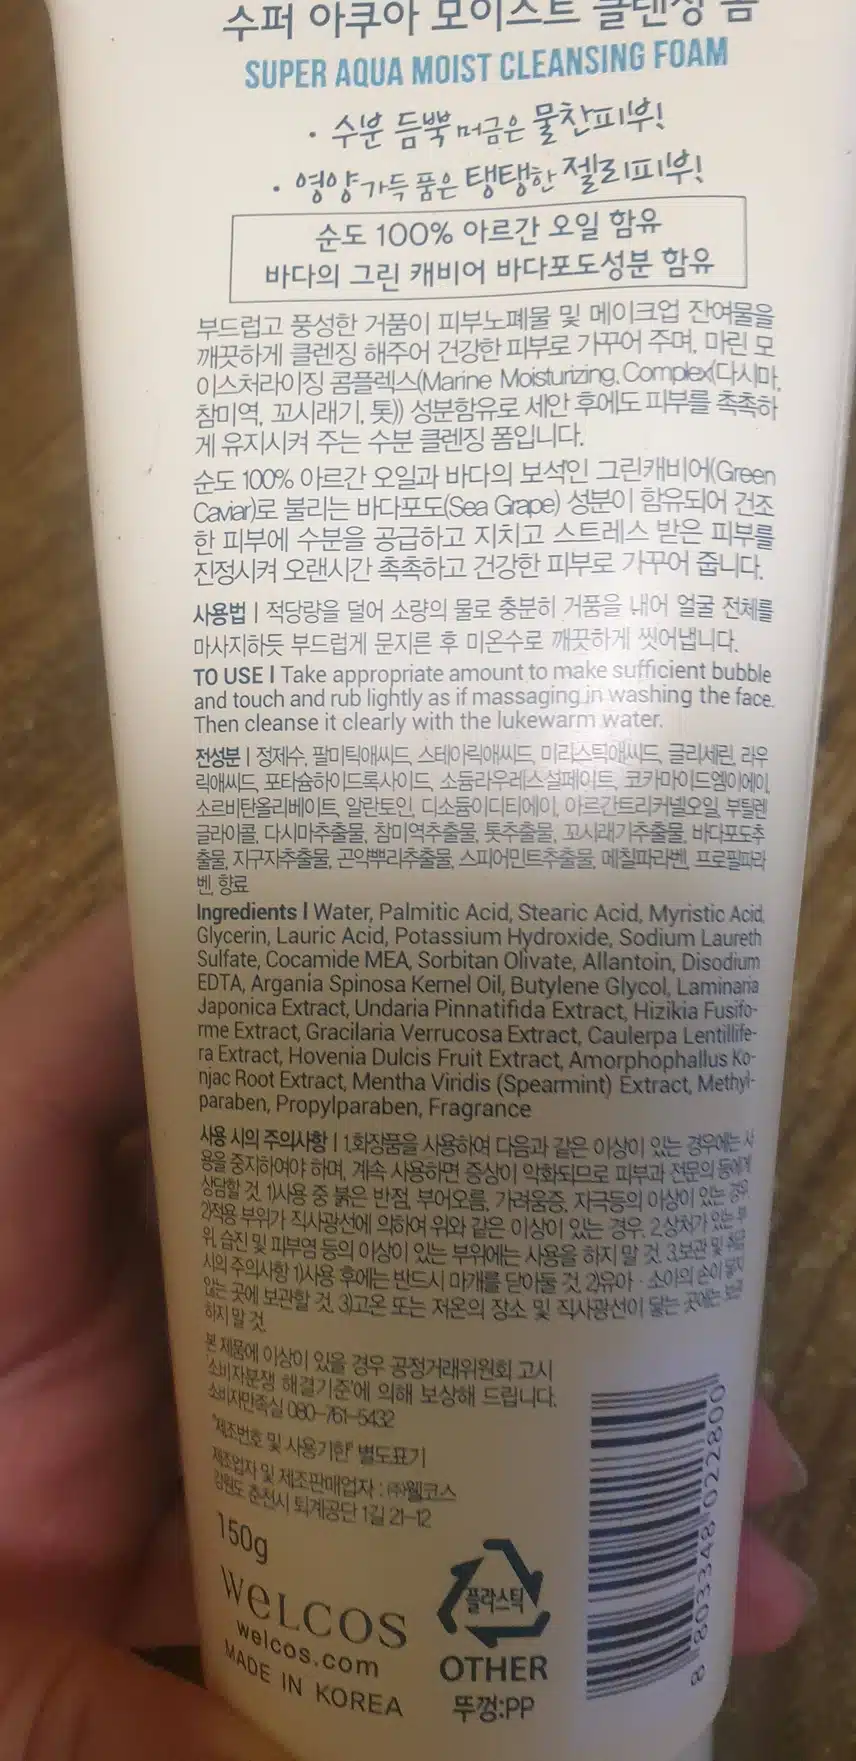 수퍼 아쿠아 모이스트 클렌징 폼
SUPER AQUA MOIST CLEANSING FOAM
• 수분 듬뿍 머금은 물찬피부!
• 영양가득 품은 탱탱한 젤리피부!
순도 100% 아르간 오일 함유
바다의 그린 캐비어 바다포도성분 함유
부드럽고 풍성한 거품이 피부노폐물 및 메이크업 잔여물을
깨끗하게 클렌징 해주어 건강한 피부로 가꾸어 주며, 마린 모
이스처라이징 콤플렉스(Marine Moisturizing Complex(다시마,
참미역, 꼬시래기, 톳)) 성분함유로 세안 후에도 피부를 촉촉하
게 유지시켜 주는 수분 클렌징 폼입니다.
순도 100% 아르간 오일과 바다의 보석인 그린캐비어(Green
Caviar)로 불리는 바다포도(Sea Grape) 성분이 함유되어 건조
한 피부에 수분을 공급하고 지치고 스트레스 받은 피부를
진정시켜 오랜시간 촉촉하고 건강한 피부로 가꾸어 줍니다.
사용법 | 적당량을 덜어 소량의 물로 충분히 거품을 내어 얼굴 전체를
마사지하듯 부드럽게 문지른 후 미온수로 깨끗하게 씻어냅니다.
TO USE | Take appropriate amount to make sufficient bubble
and touch and rub lightly as if massaging in washing the face.
Then cleanse it clearly with the lukewarm water.
전성분 | 정제수, 팔미틱애씨드, 스테아릭애씨드, 미리스틱애씨드, 글리세린, 라우
릭애씨드, 포타슘하이드록사이드, 소듐라우레스설페이트, 코카마이드엠이에이,
소르비탄올리베이트, 알란토인, 디소듐이디티에이, 아르간트리커넬오일, 부틸렌
글라이콜, 다시마추출물, 참미역추출물, 톳추출물, 꼬시래기추출물, 바다포도추
출물, 지구자추출물, 곤약뿌리추출물, 스피어민트추출물, 메칠파라벤, 프로필파라
벤, 향료
Ingredients | Water, Palmitic Acid, Stearic Acid, Myristic Acid,
Glycerin, Lauric Acid, Potassium Hydroxide, Sodium Laureth
Sulfate, Cocamide MEA, Sorbitan Olivate, Allantoin, Disodium
EDTA, Argania Spinosa Kernel Oil, Butylene Glycol, Laminaria
Japonica Extract, Undaria Pinnatifida Extract, Hizikia Fusifo-
rme Extract, Gracilaria Verrucosa Extract, Caulerpa Lentillife-
ra Extract, Hovenia Dulcis Fruit Extract, Amorphophallus Ko-
njac Root Extract, Mentha Viridis (Spearmint) Extract, Methyl-
paraben, Propylparaben, Fragrance
사용 시의 주의사항 | 1.화장품을 사용하여 다음과 같은 이상이 있는 경우에는 사
용을 중지하여야 하며, 계속 사용하면 증상이 악화되므로 피부과 전문의 등에게
상담할 것. 1)사용 중 붉은 반점, 부어오름, 가려움증, 자극등의 이상이 있는 경우
2)적용 부위가 직사광선에 의하여 위와 같은 이상이 있는 경우. 2.상처가 있는 부
위, 습진 및 피부염 등의 이상이 있는 부위에는 사용을 하지 말 것. 3.보관 및 취급
시의 주의사항 1)사용 후에는 반드시 마개를 닫아둘 것. 2)유아·소아의 손이 닿지
않는 곳에 보관할 것. 3)고온 또는 저온의 장소 및 직사광선이 닿는 곳에는 보관
하지 말 것.
본 제품에 이상이 있을 경우 공정거래위원회 고시
'소비자분쟁 해결기준'에 의해 보상해 드립니다.
소비자만족실 080-761-5432
"제조번호 및 사용기한" 별도표기
제조업자 및 제조판매업자 : ㈜웰코스
강원도 춘천시 퇴계공단 1길 21-12
150g
WeLCOS
welcos.com
MADE IN KOREA
플라스틱
OTHER
뚜껑:PP
8 803348 022800